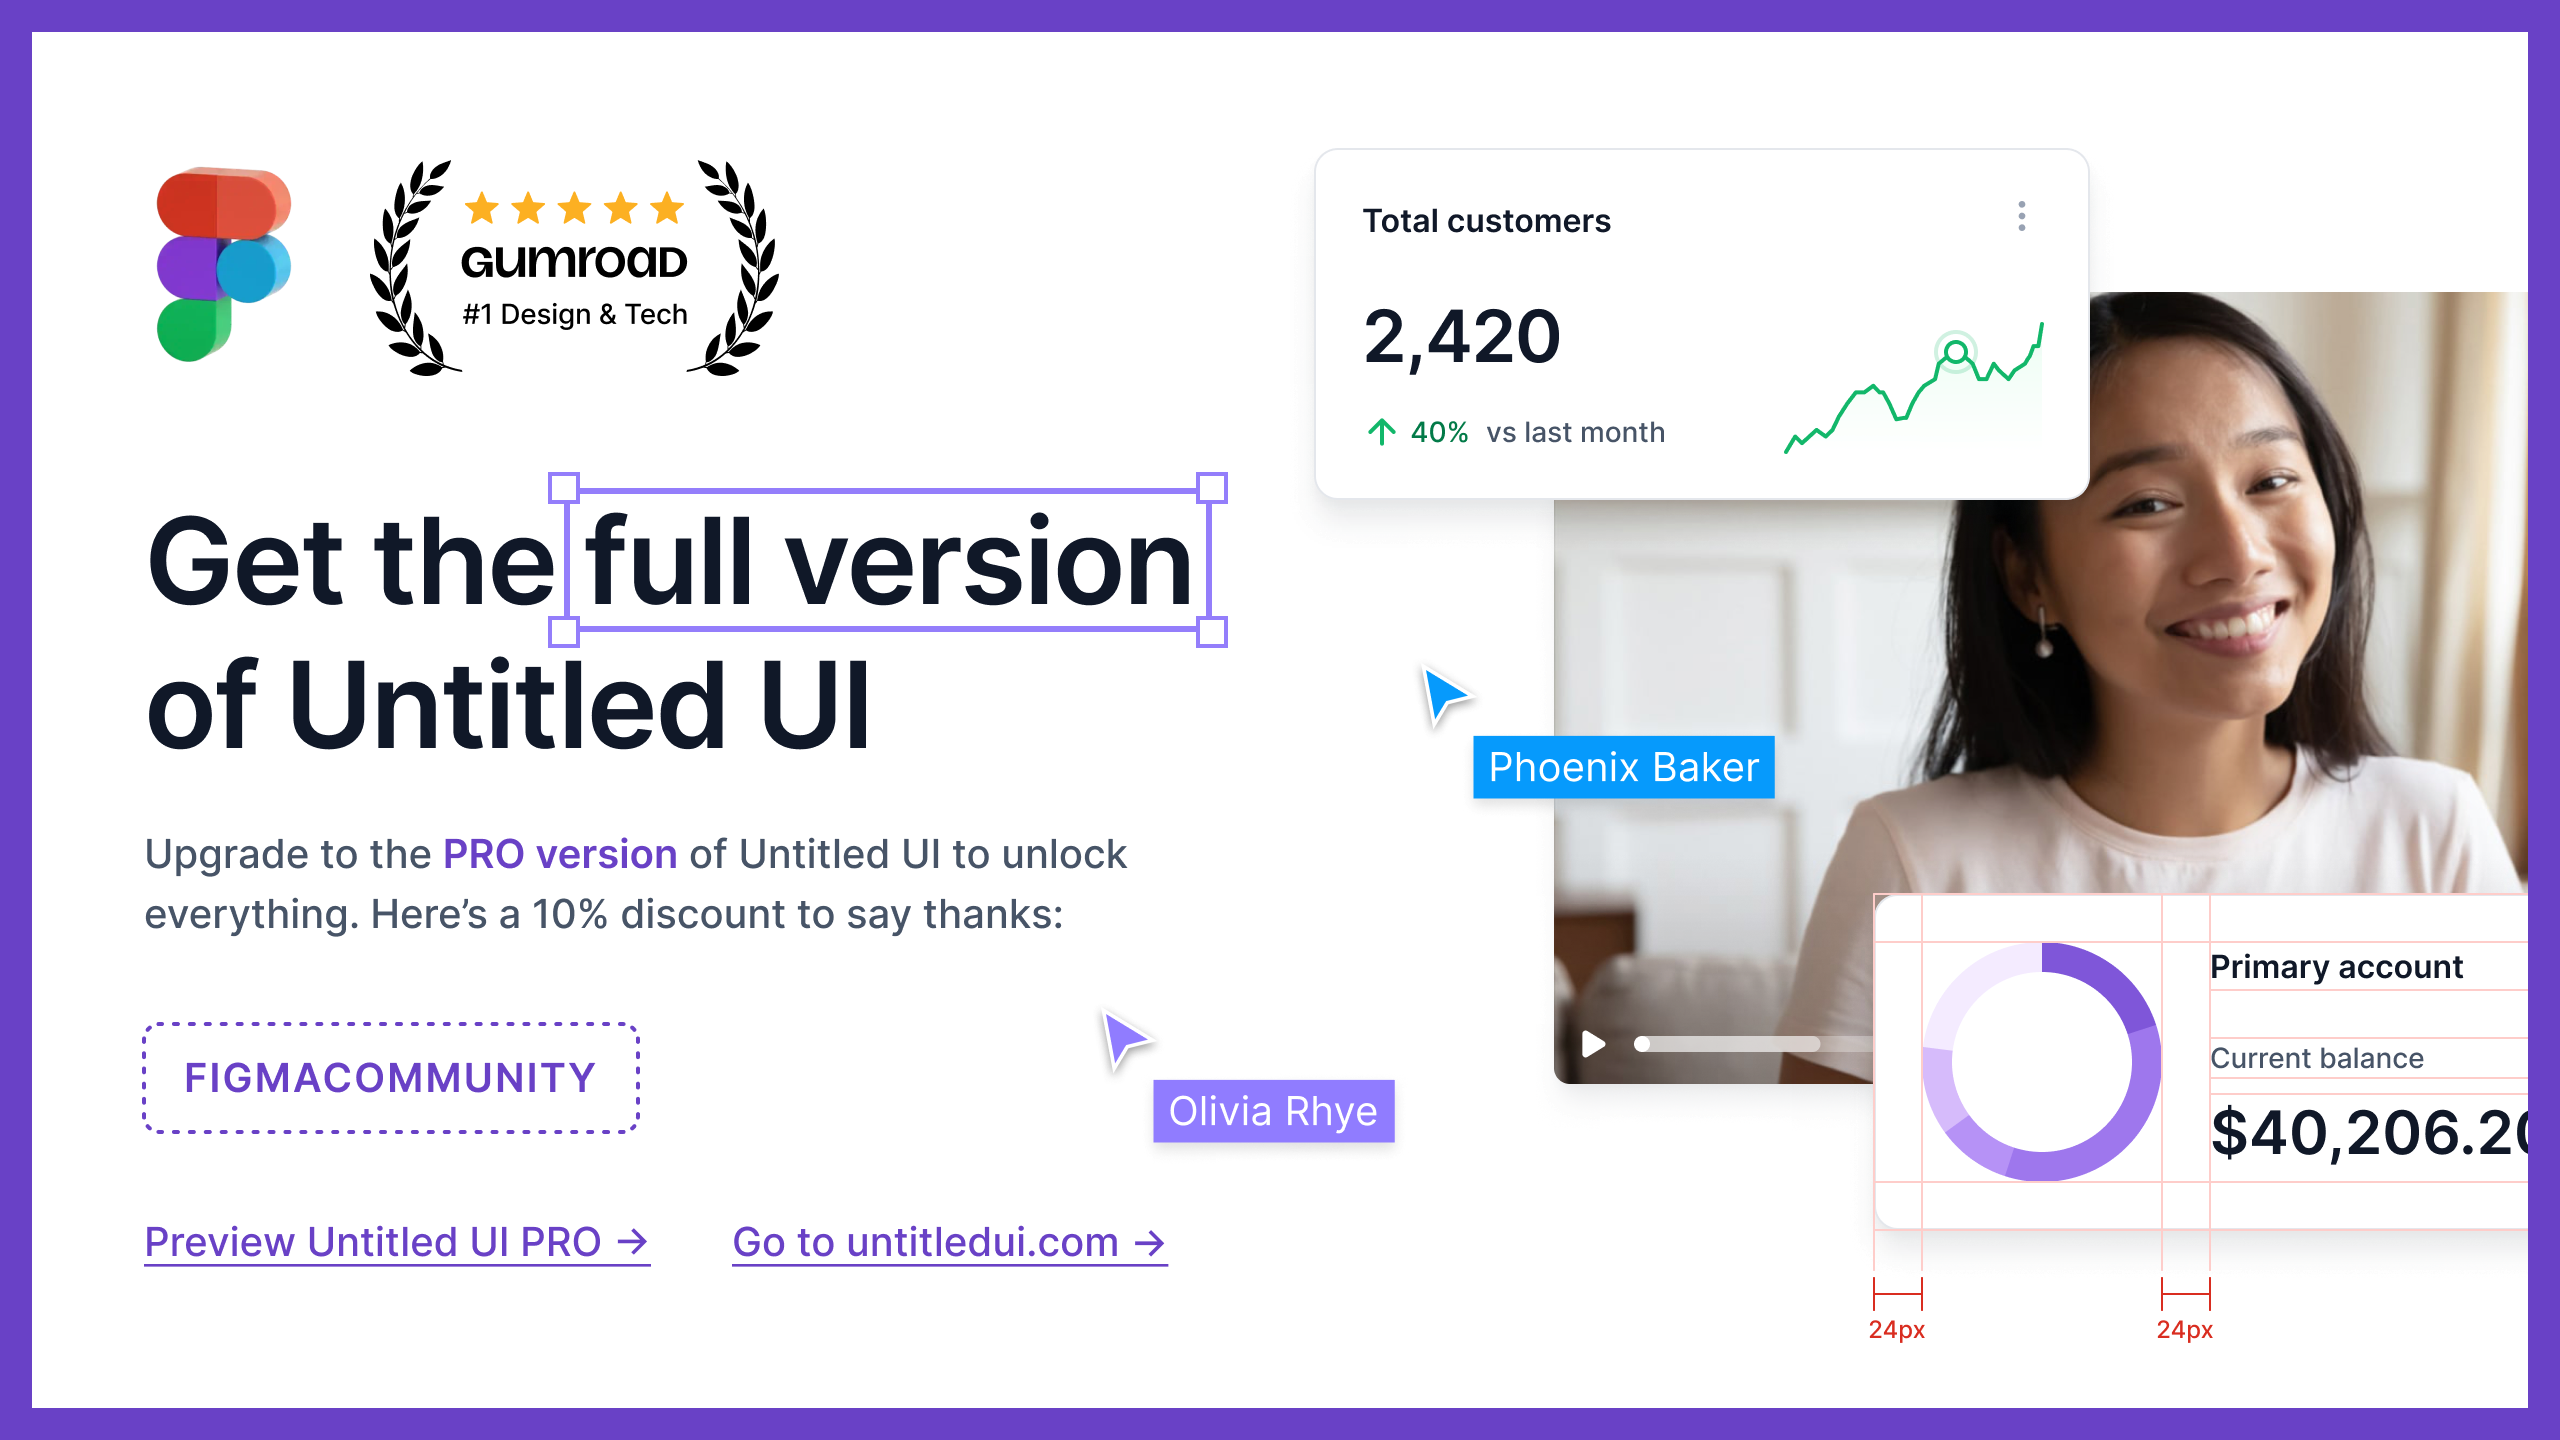 GUMROAD
#1 Design & Tech
Get the full version
of Untitled UI
Upgrade to the PRO version of Untitled UI to unlock
everything. Here’s a 10% discount to say thanks:
FIGMACOMMUNITY
Preview Untitled UI PRO →
Go to untitledui.com →
Total customers
2,420
40% vs last month
Phoenix Baker
Olivia Rhye
Primary account
Current balance
$40,206.20
24px
24px